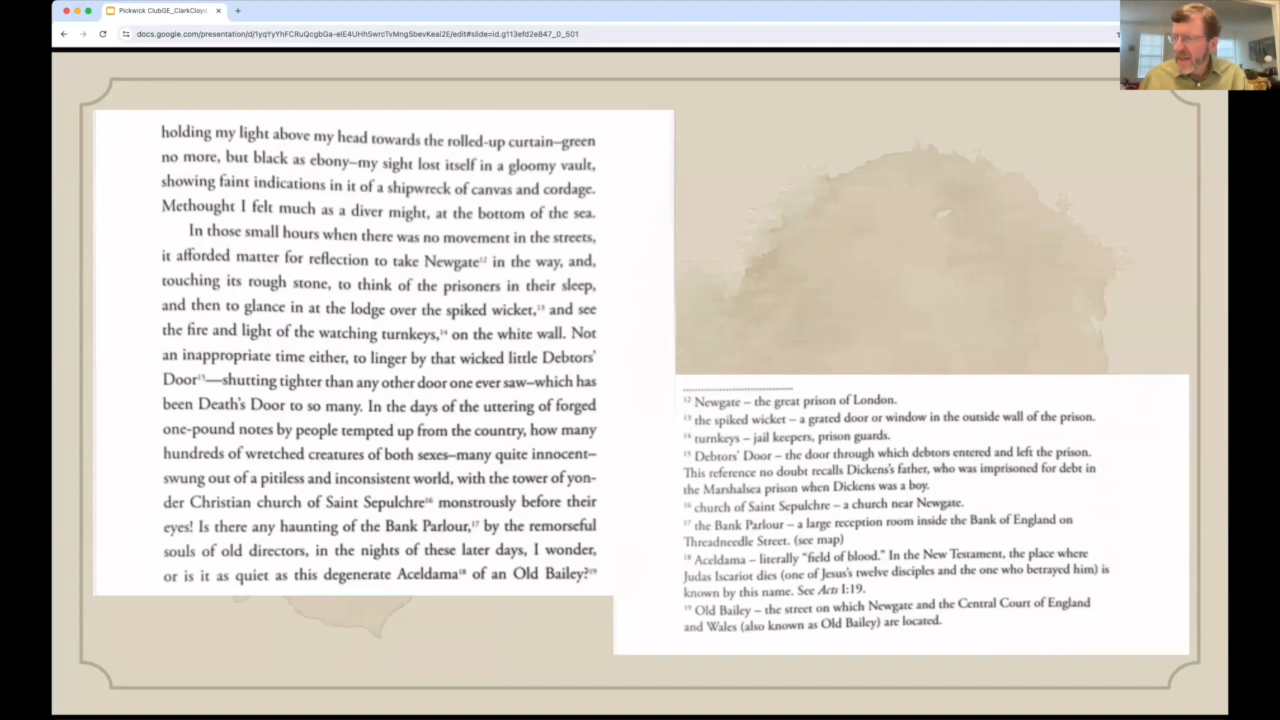 Pickwick ClubGE_ClarkCloyd
holding my light above my head towards the rolled-up curtain—green
no more, but black as ebony—my sight lost itself in a gloomy vault,
showing faint indications in it of a shipwreck of canvas and cordage.
Methought I felt much as a diver might, at the bottom of the sea.
In those small hours when there was no movement in the streets,
it afforded matter for reflection to take Newgate¹² in the way, and,
touching its rough stone, to think of the prisoners in their sleep,
and then to glance in at the lodge over the spiked wicket,¹³ and see
the fire and light of the watching turnkeys,¹⁴ on the white wall. Not
an inappropriate time either, to linger by that wicked little Debtors'
Door¹⁵—shutting tighter than any other door one ever saw—which has
been Death's Door to so many. In the days of the uttering of forged
one-pound notes by people tempted up from the country, how many
hundreds of wretched creatures of both sexes—many quite innocent—
swung out of a pitiless and inconsistent world, with the tower of yon-
der Christian church of Saint Sepulchre¹⁶ monstrously before their
eyes! Is there any haunting of the Bank Parlour,¹⁷ by the remorseful
souls of old directors, in the nights of these later days, I wonder,
or is it as quiet as this degenerate Aceldama¹⁸ of an Old Bailey?¹⁹
¹² Newgate – the great prison of London.
¹³ the spiked wicket – a grated door or window in the outside wall of the prison.
¹⁴ turnkeys – jail keepers, prison guards.
¹⁵ Debtors' Door – the door through which debtors entered and left the prison.
This reference no doubt recalls Dickens's father, who was imprisoned for debt in
the Marshalsea prison when Dickens was a boy.
¹⁶ church of Saint Sepulchre – a church near Newgate.
¹⁷ the Bank Parlour – a large reception room inside the Bank of England on
Threadneedle Street. (see map)
¹⁸ Aceldama – literally "field of blood." In the New Testament, the place where
Judas Iscariot dies (one of Jesus's twelve disciples and the one who betrayed him) is
known by this name. See Acts 1:19.
¹⁹ Old Bailey – the street on which Newgate and the Central Court of England
and Wales (also known as Old Bailey) are located.